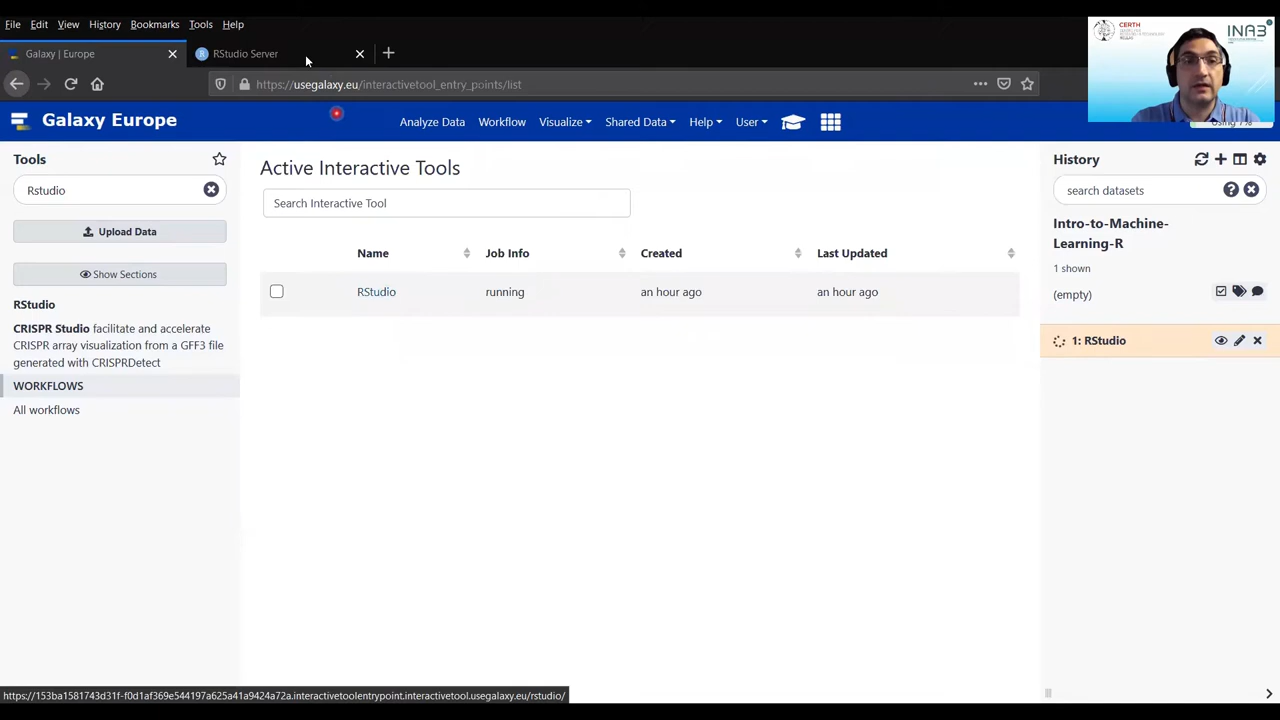 File Edit View History Bookmarks Tools Help
Galaxy | Europe
RStudio Server
https://usegalaxy.eu/interactivetool_entry_points/list
CERTH
INAB
Galaxy Europe
Analyze Data Workflow Visualize Shared Data Help User
Using 7%
Tools
Rstudio
Upload Data
Show Sections
RStudio
CRISPR Studio facilitate and accelerate
CRISPR array visualization from a GFF3 file
generated with CRISPRDetect
WORKFLOWS
All workflows
Active Interactive Tools
Search Interactive Tool
Name Job Info Created Last Updated
RStudio running an hour ago an hour ago
History
search datasets
Intro-to-Machine-
Learning-R
1 shown
(empty)
1: RStudio
https://153ba1581743d31f-f0d1af369e544197a625a41a9424a72a.interactivetoolentrypoint.interactivetool.usegalaxy.eu/rstudio/